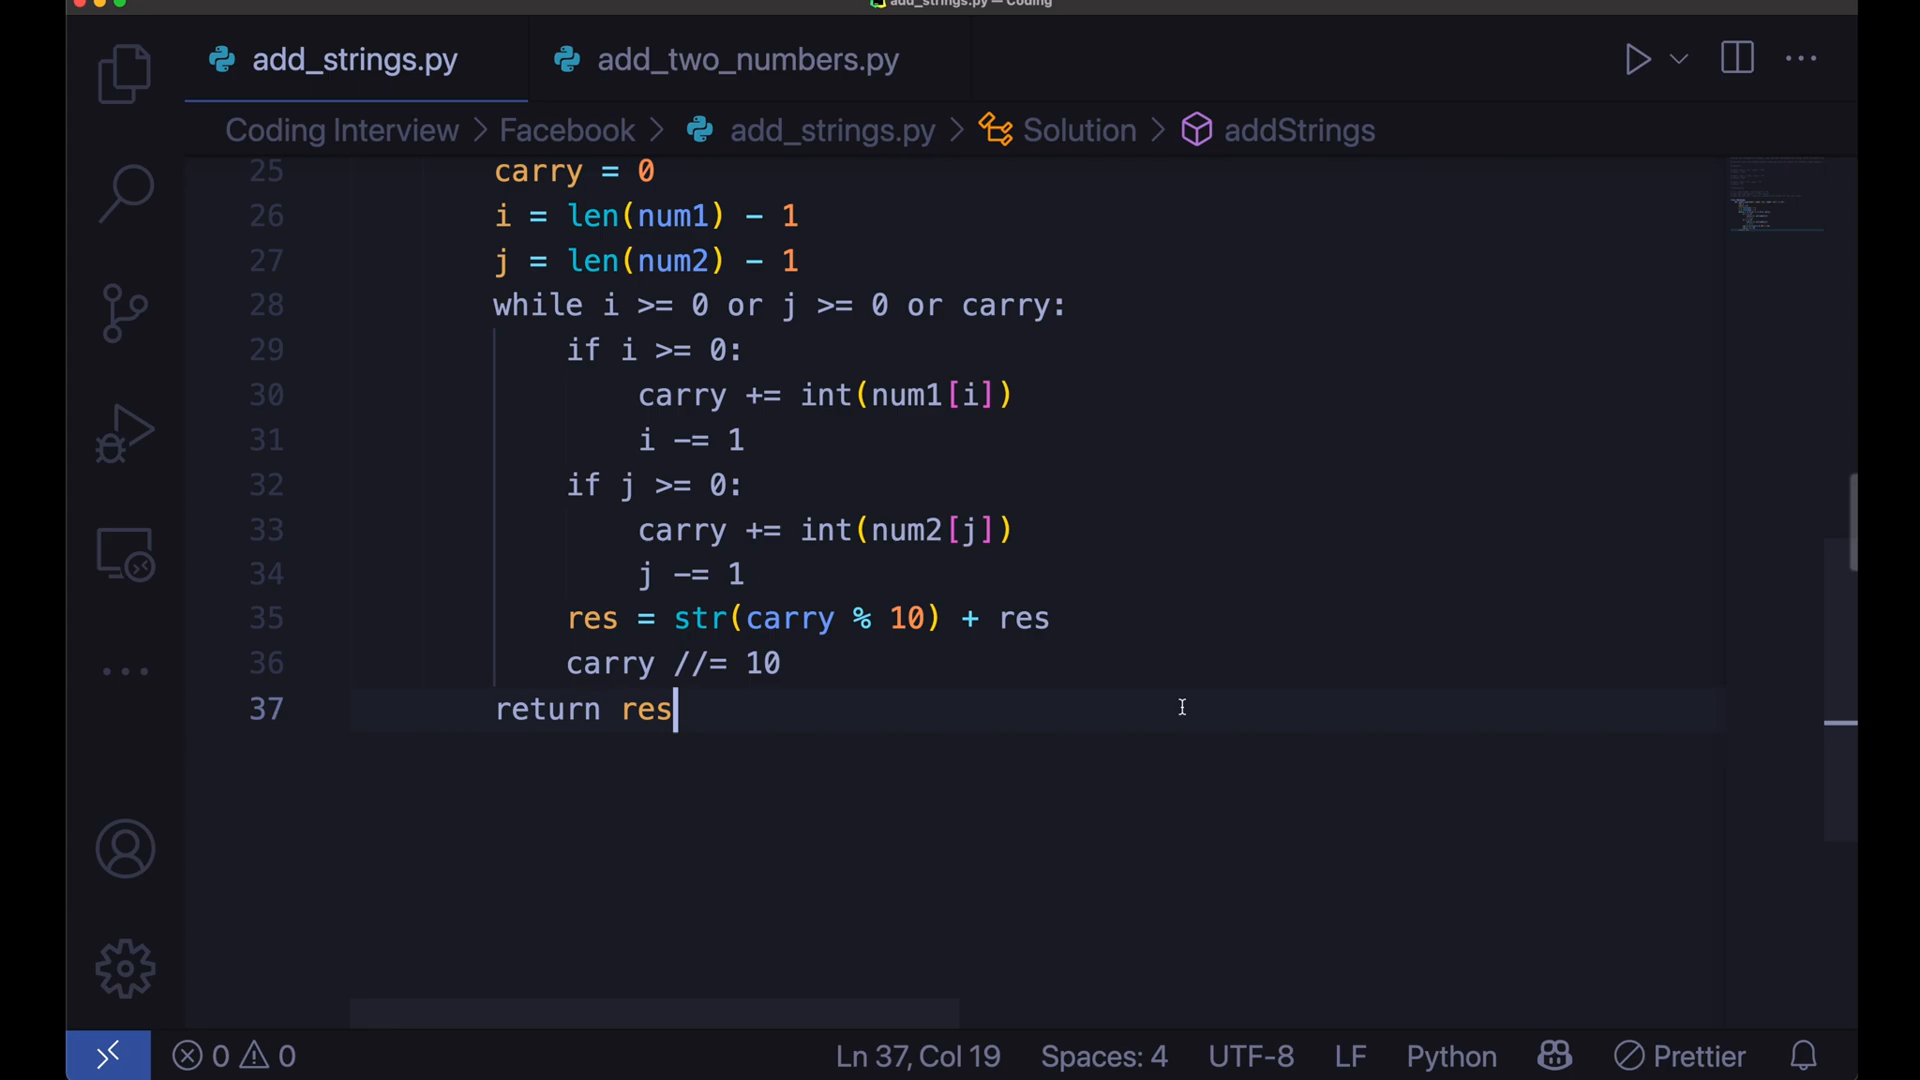 add_strings.py — Coding
add_strings.py
add_two_numbers.py
Coding Interview > Facebook > add_strings.py > Solution > addStrings
25 carry = 0
26 i = len(num1) - 1
27 j = len(num2) - 1
28 while i >= 0 or j >= 0 or carry:
29 if i >= 0:
30 carry += int(num1[i])
31 i -= 1
32 if j >= 0:
33 carry += int(num2[j])
34 j -= 1
35 res = str(carry % 10) + res
36 carry //= 10
37 return res
0 0 Ln 37, Col 19 Spaces: 4 UTF-8 LF Python Prettier